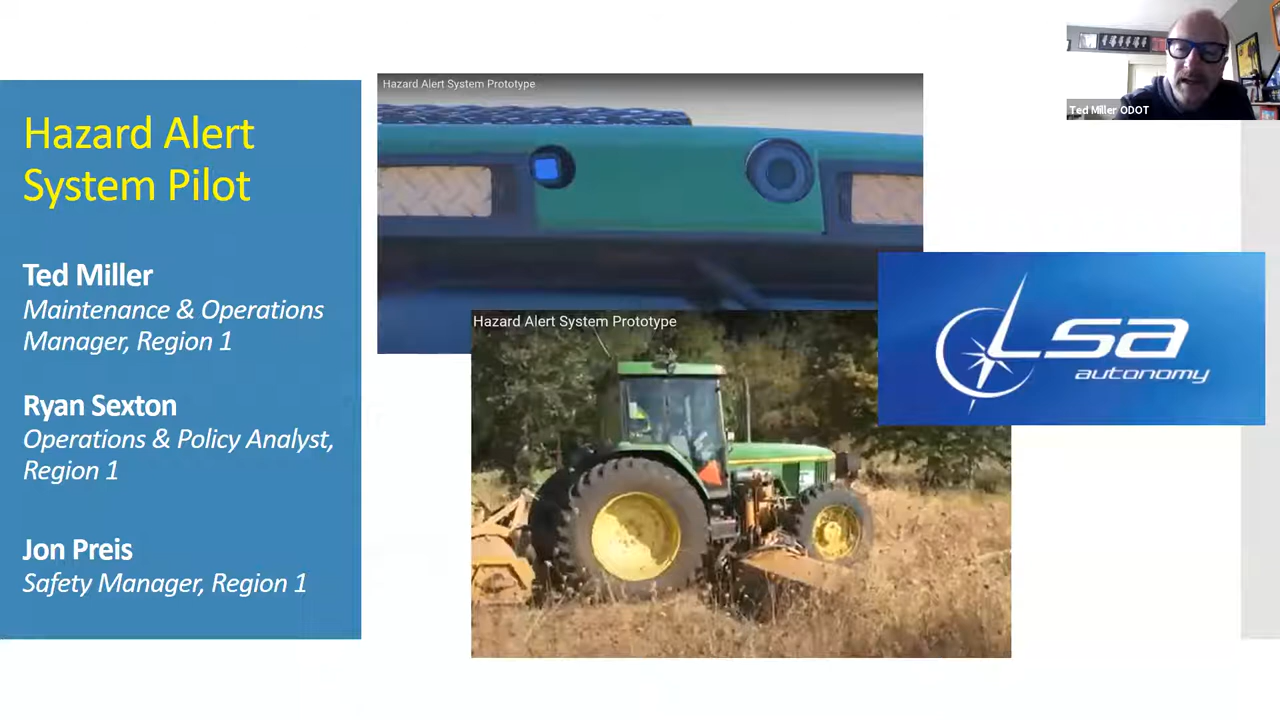 Hazard Alert
System Pilot
Ted Miller
Maintenance & Operations
Manager, Region 1
Ryan Sexton
Operations & Policy Analyst,
Region 1
Jon Preis
Safety Manager, Region 1
Hazard Alert System Prototype
Hazard Alert System Prototype
Lsa
autonomy
Ted Miller ODOT